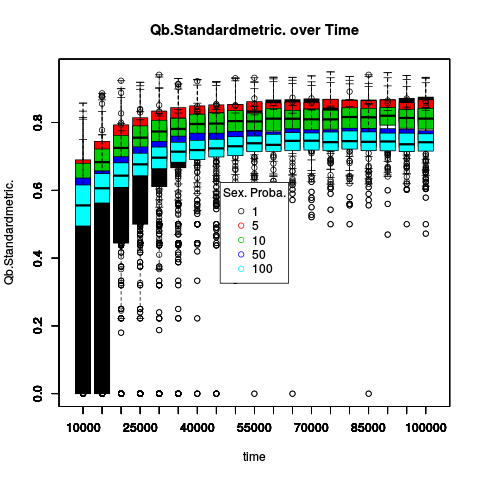 Qb.Standardmetric. over Time
Qb.Standardmetric.
0.8
0.6
0.4
0.2
0.0
Sex. Proba.
1
5
10
50
100
10000 25000 40000 55000 70000 85000 100000
time